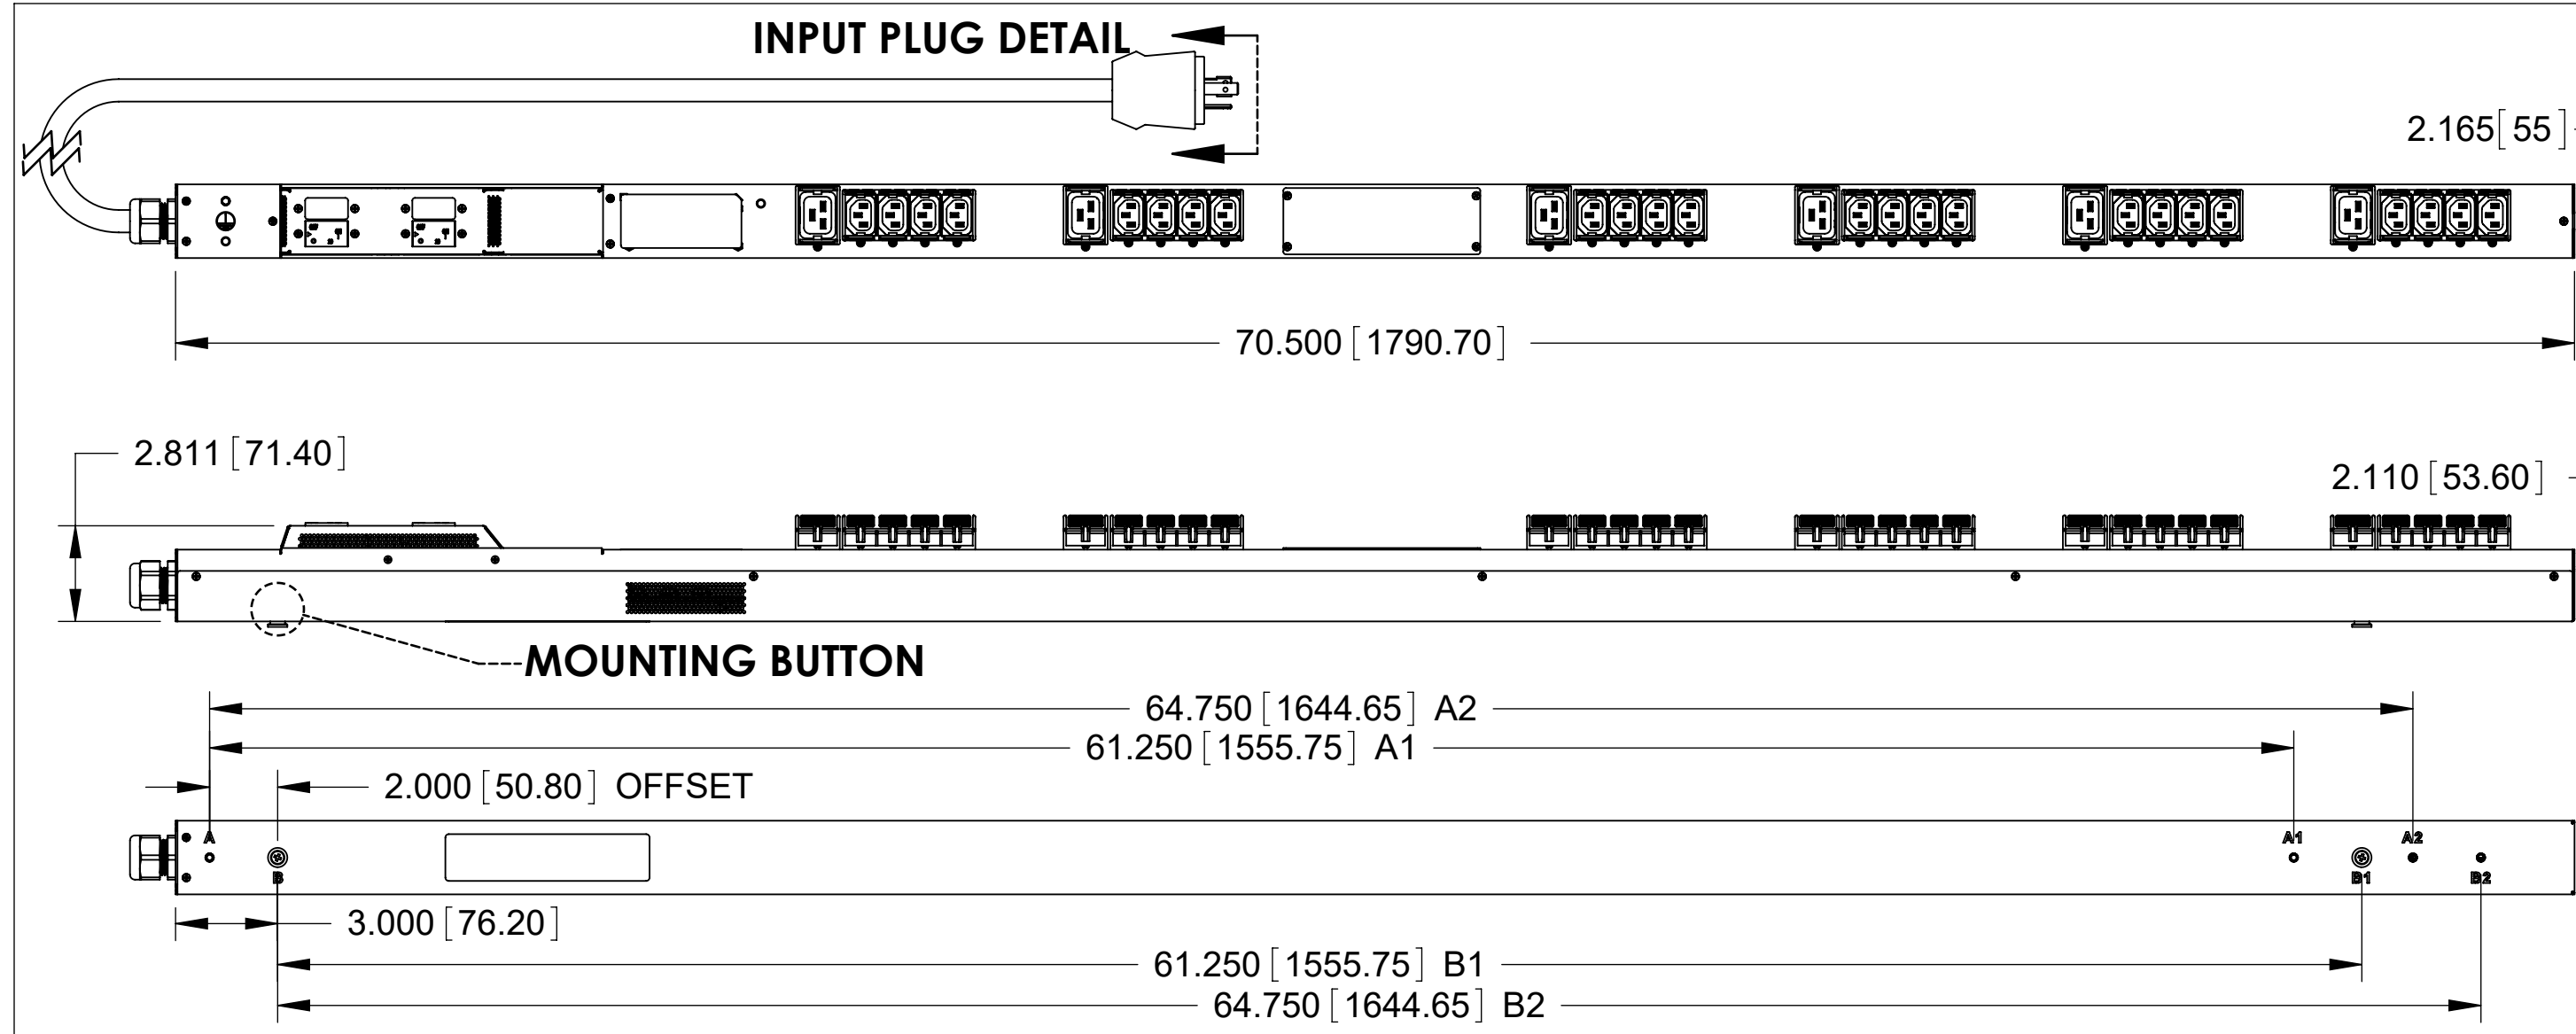 INPUT PLUG DETAIL
2.165[55]
70.500[1790.70]
2.811[71.40]
2.110[53.60]
MOUNTING BUTTON
64.750[1644.65] A2
61.250[1555.75] A1
2.000[50.80] OFFSET
A
A1
A2
B
B1
B2
3.000[76.20]
61.250[1555.75] B1
64.750[1644.65] B2